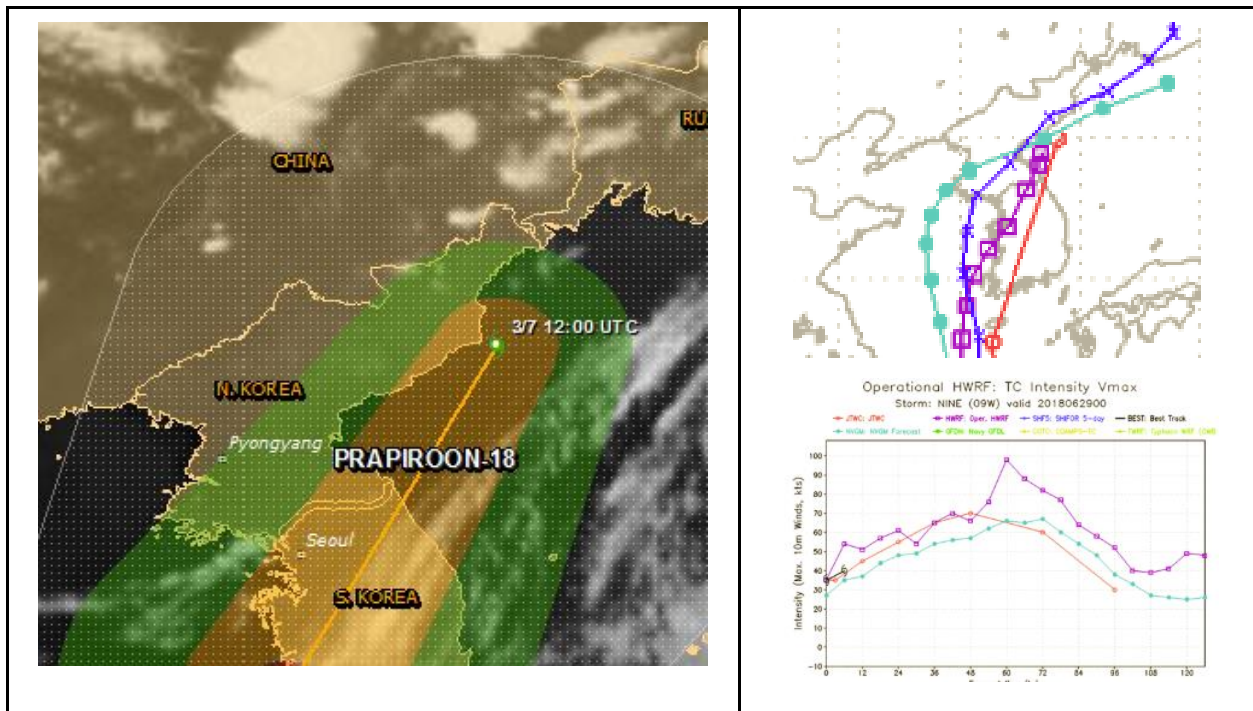 CHINA
RU
3/7 12:00 UTC
N. KOREA
Pyongyang
PRAPIROON-18
Seoul
S. KOREA
Operational HWRF: TC Intensity Vmax
Storm: NINE (09W) valid 2018062900
JTWC: JTWC
HWRF: Oper. HWRF
SHF5: SHIFOR 5-day
BEST: Best Track
Forecast
Navy GFDL
Intensity (Max. 10m Winds, kts)
100
90
80
70
60
50
40
30
20
10
0
-10
0 12 24 36 48 60 72 84 96 108 120